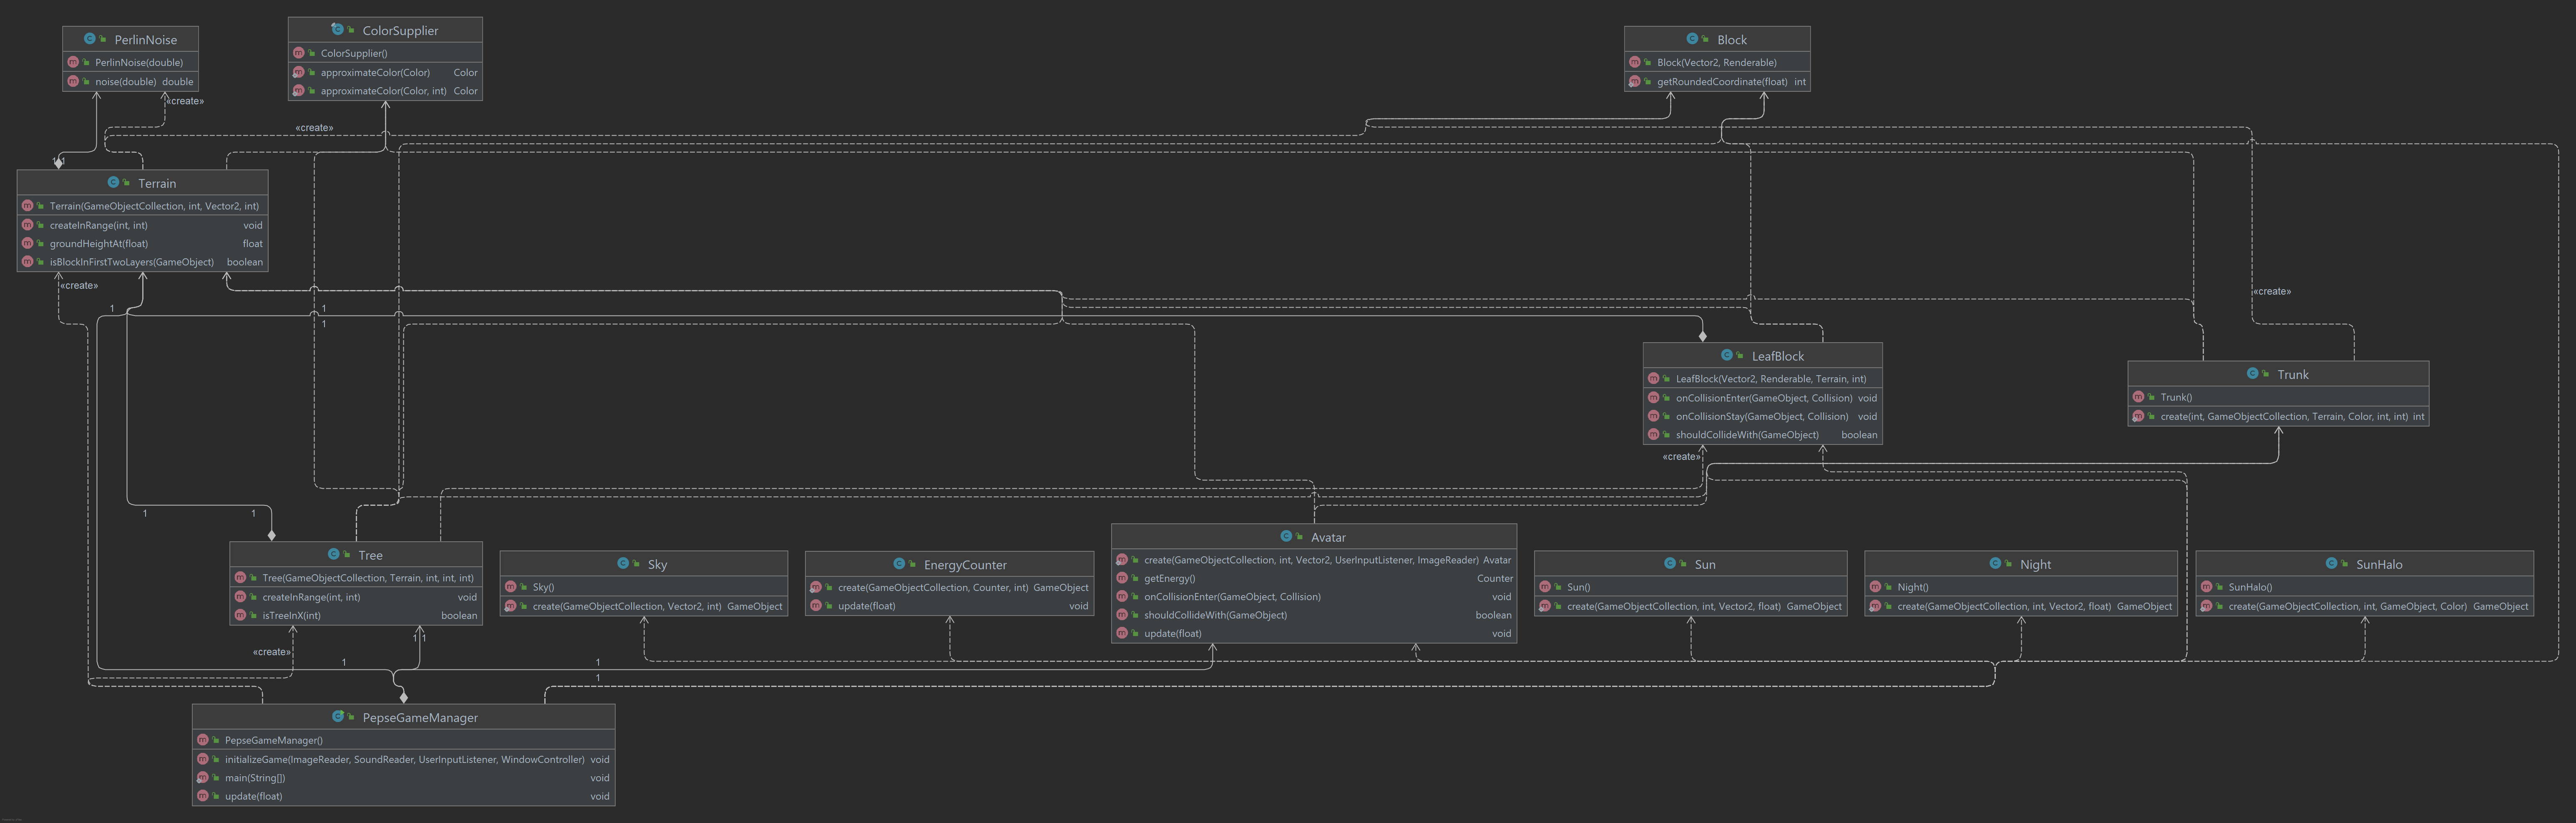 PerlinNoise
PerlinNoise(double)
noise(double) double
ColorSupplier
ColorSupplier()
approximateColor(Color) Color
approximateColor(Color, int) Color
Block
Block(Vector2, Renderable)
getRoundedCoordinate(float) int
«create»
«create»
1 1
Terrain
Terrain(GameObjectCollection, int, Vector2, int)
createInRange(int, int) void
groundHeightAt(float) float
isBlockInFirstTwoLayers(GameObject) boolean
«create»
«create»
1
1
1
LeafBlock
LeafBlock(Vector2, Renderable, Terrain, int)
onCollisionEnter(GameObject, Collision) void
onCollisionStay(GameObject, Collision) void
shouldCollideWith(GameObject) boolean
Trunk
Trunk()
create(int, GameObjectCollection, Terrain, Color, int, int) int
«create»
1
1
Tree
Tree(GameObjectCollection, Terrain, int, int, int)
createInRange(int, int) void
isTreeInX(int) boolean
Sky
Sky()
create(GameObjectCollection, Vector2, int) GameObject
EnergyCounter
create(GameObjectCollection, Counter, int) GameObject
update(float) void
Avatar
create(GameObjectCollection, int, Vector2, UserInputListener, ImageReader) Avatar
getEnergy() Counter
onCollisionEnter(GameObject, Collision) void
shouldCollideWith(GameObject) boolean
update(float) void
Sun
Sun()
create(GameObjectCollection, int, Vector2, float) GameObject
Night
Night()
create(GameObjectCollection, int, Vector2, float) GameObject
SunHalo
SunHalo()
create(GameObjectCollection, int, GameObject, Color) GameObject
1 1
«create»
1
1
1
PepseGameManager
PepseGameManager()
initializeGame(ImageReader, SoundReader, UserInputListener, WindowController) void
main(String[]) void
update(float) void